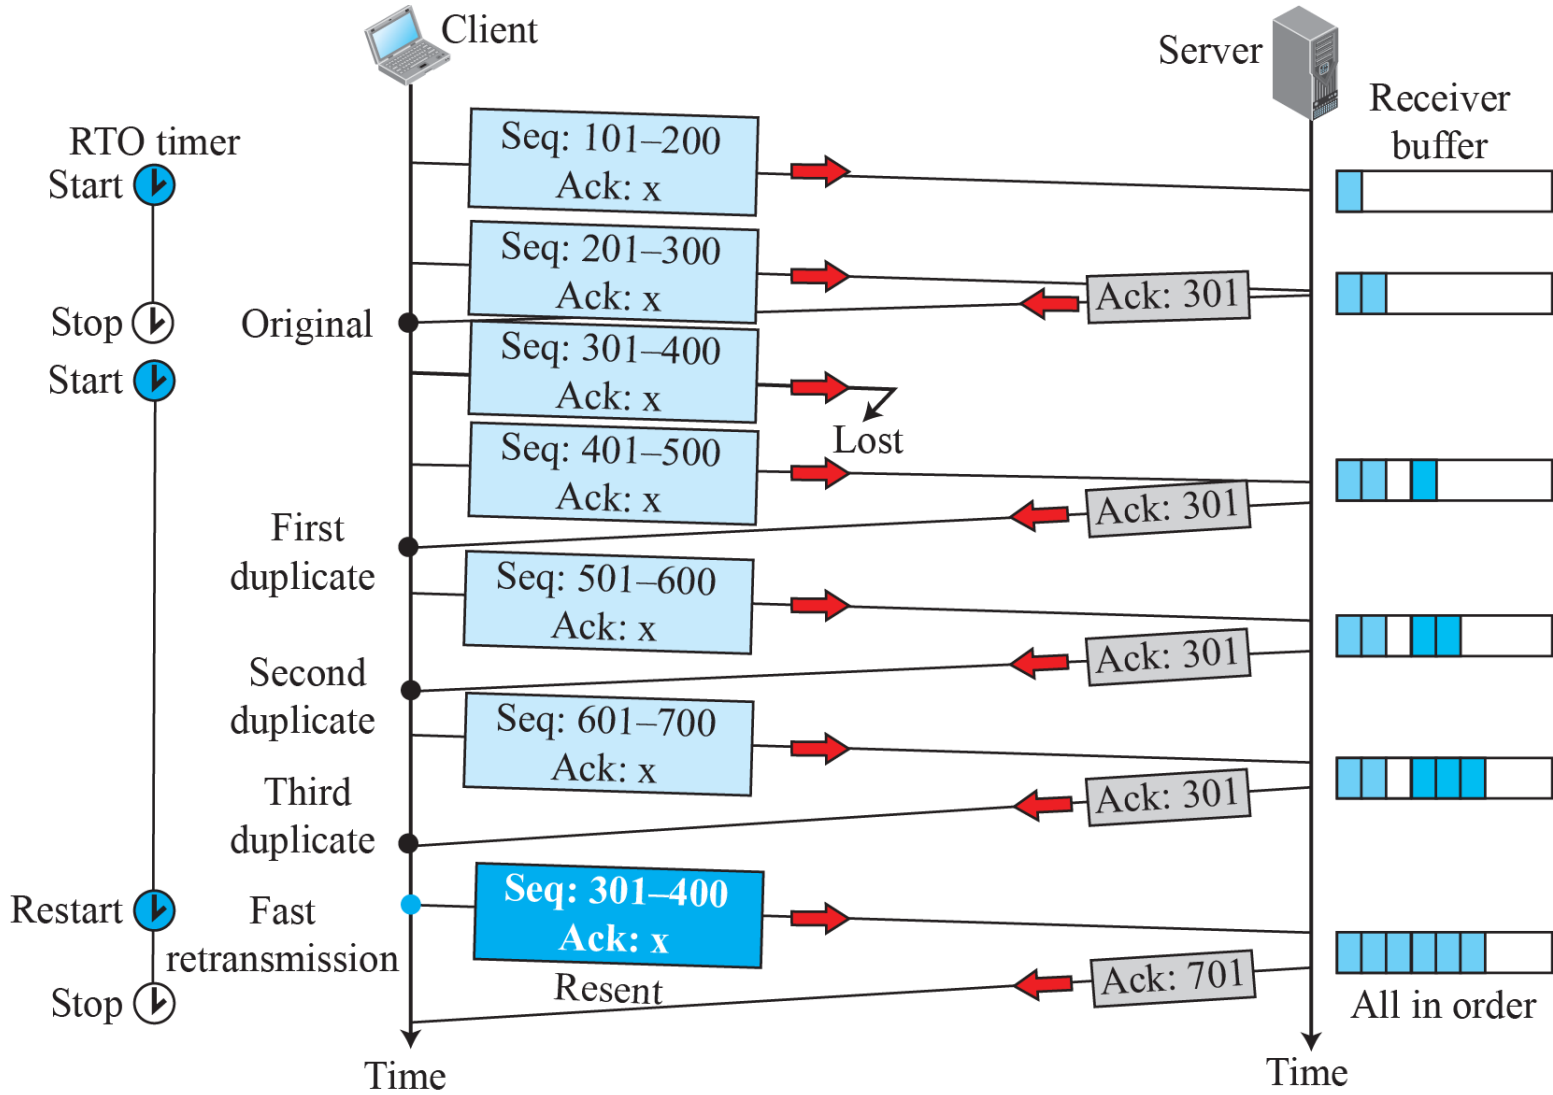 Client
Server
Receiver
buffer
RTO timer
Start
Seq: 101–200
Ack: x
Seq: 201–300
Ack: x
Ack: 301
Stop
Original
Start
Seq: 301–400
Ack: x
Lost
Seq: 401–500
Ack: x
Ack: 301
First
duplicate
Seq: 501–600
Ack: x
Ack: 301
Second
duplicate
Seq: 601–700
Ack: x
Ack: 301
Third
duplicate
Restart
Fast
retransmission
Seq: 301–400
Ack: x
Resent
Ack: 701
Stop
All in order
Time
Time